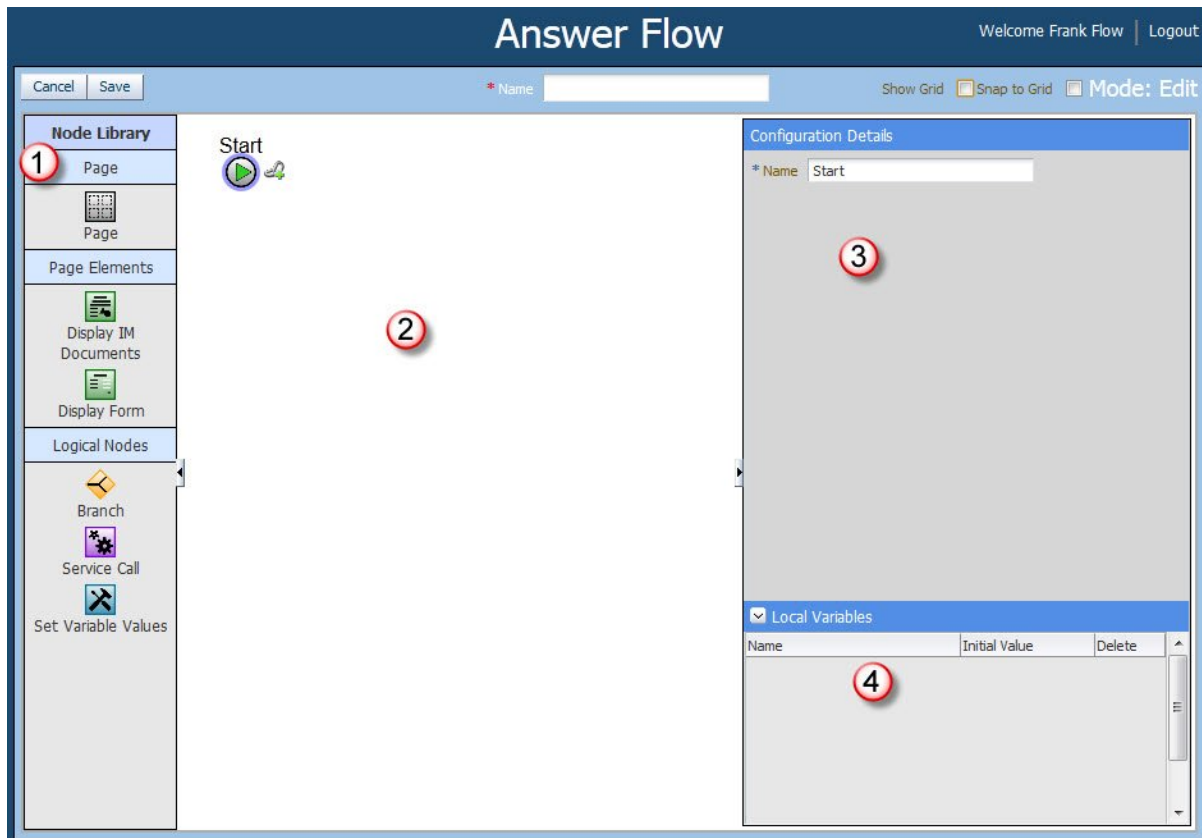 Answer Flow
Welcome Frank Flow | Logout
Cancel Save
* Name
Show Grid Snap to Grid Mode: Edit
Node Library
1
Page
Page
Page Elements
Display IM
Documents
Display Form
Logical Nodes
Branch
Service Call
Set Variable Values
Start
2
Configuration Details
* Name Start
3
Local Variables
Name Initial Value Delete
4